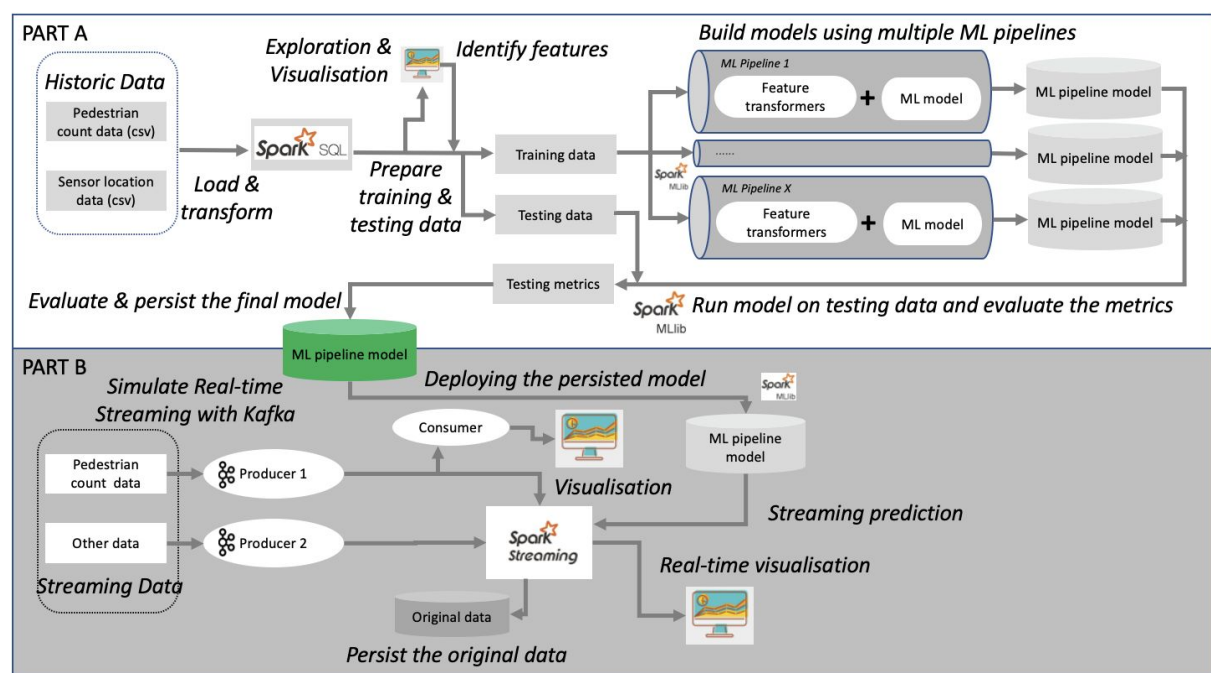 PART A
Historic Data
Pedestrian
count data (csv)
Sensor location
data (csv)
Load &
transform
Spark SQL
Exploration &
Visualisation
Identify features
Prepare
training &
testing data
Training data
Testing data
Testing metrics
Build models using multiple ML pipelines
Spark
MLlib
ML Pipeline 1
Feature
transformers
+
ML model
ML pipeline model
......
ML pipeline model
ML Pipeline X
Feature
transformers
+
ML model
ML pipeline model
Spark
MLlib
Run model on testing data and evaluate the metrics
Evaluate & persist the final model
ML pipeline model
PART B
Simulate Real-time
Streaming with Kafka
Deploying the persisted model
Spark
MLlib
ML pipeline
model
Pedestrian
count data
Producer 1
Consumer
Visualisation
Other data
Producer 2
Streaming Data
Spark
Streaming
Streaming prediction
Real-time visualisation
Original data
Persist the original data